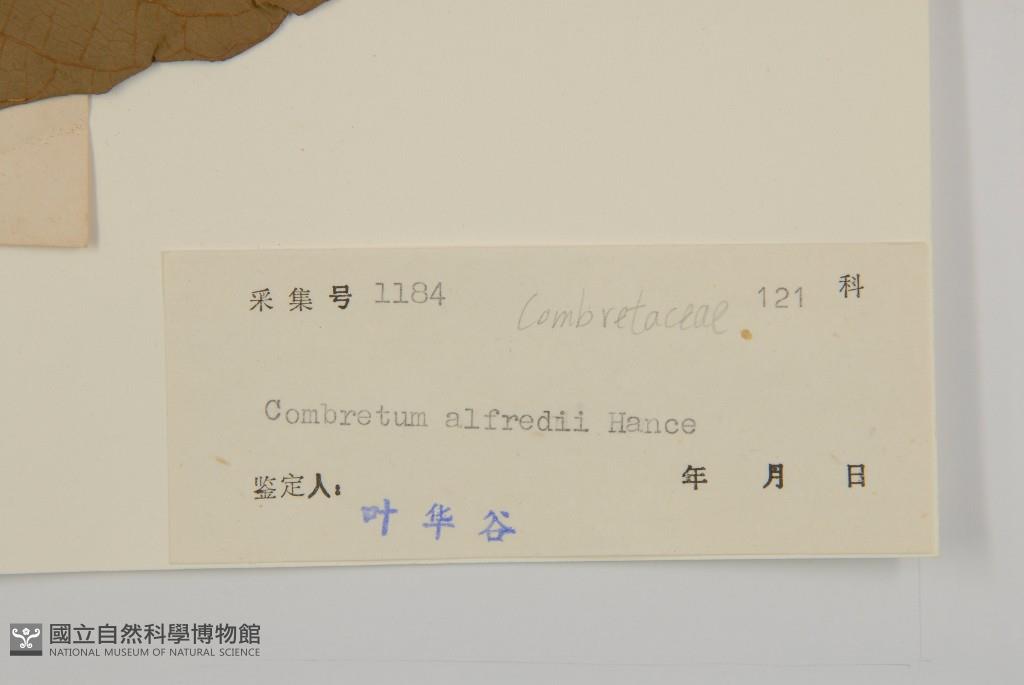 采集号 1184 Combretaceae 121 科
Combretum alfredii Hance
鉴定人: 年 月 日
叶华谷
國立自然科學博物館
NATIONAL MUSEUM OF NATURAL SCIENCE